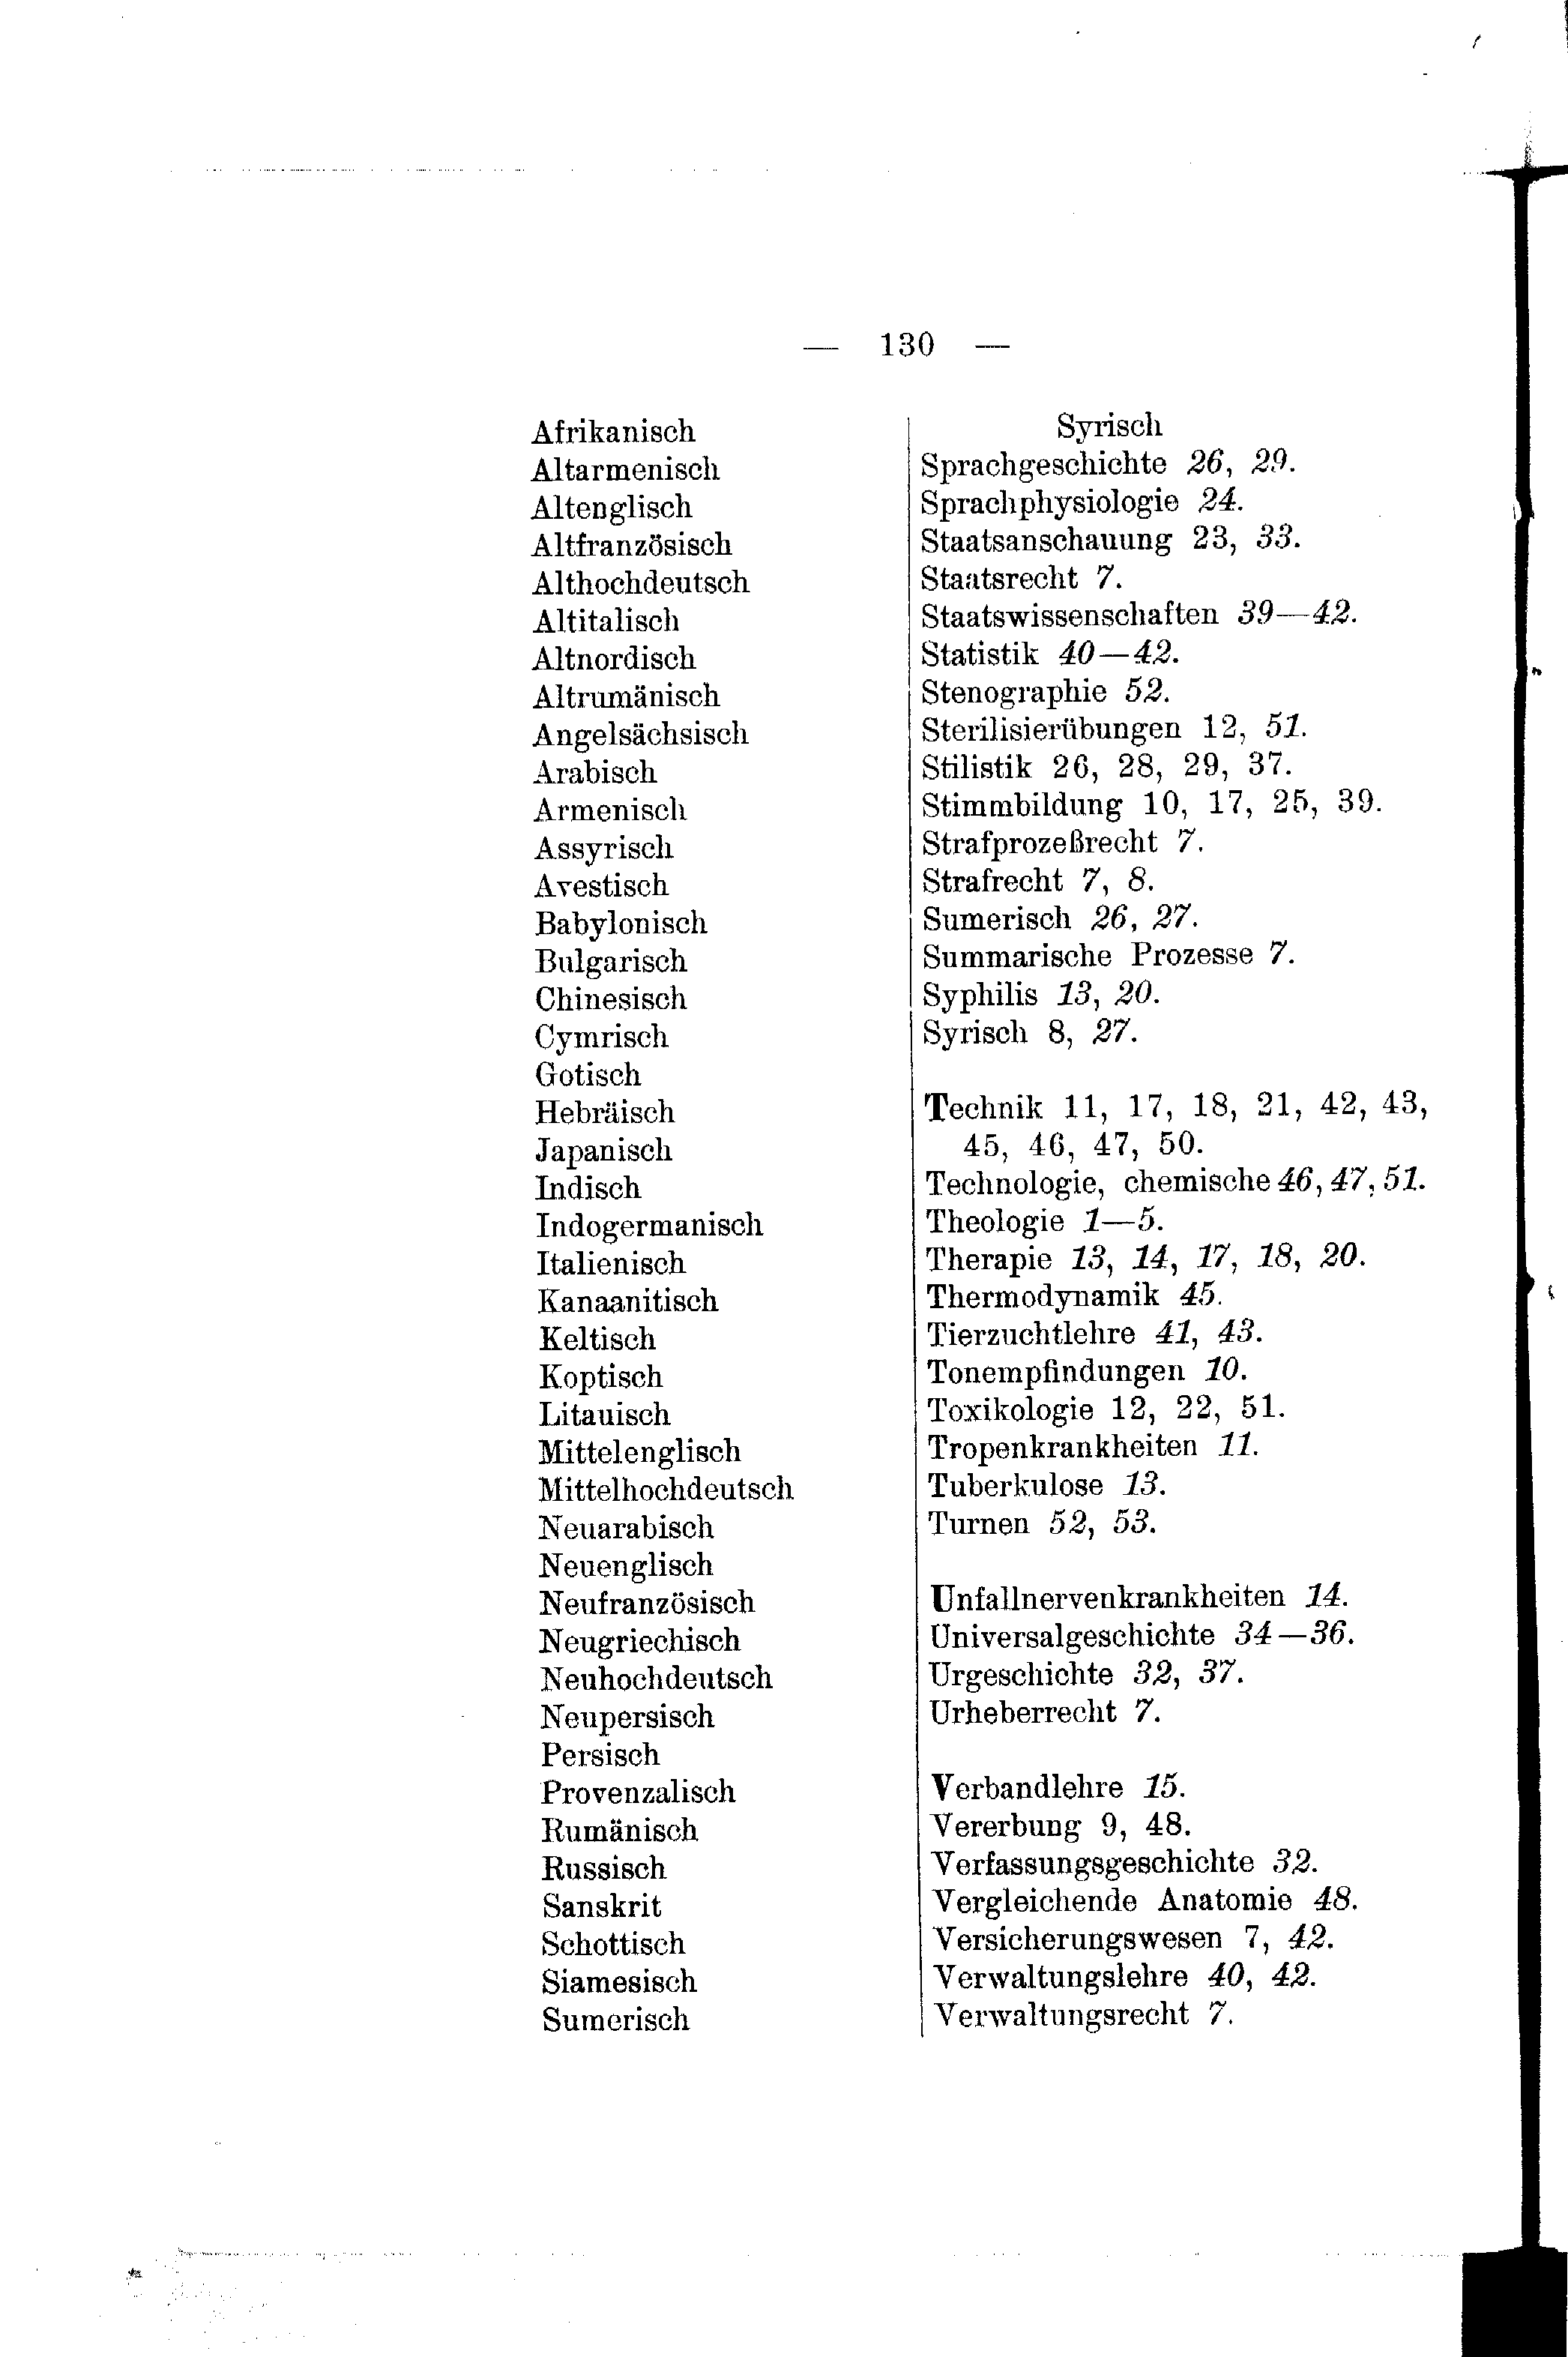 — 130 —
Afrikanisch
Altarmenisch
Altenglisch
Altfranzösisch
Althochdeutsch
Altitalisch
Altnordisch
Altrumänisch
Angelsächsisch
Arabisch
Armenisch
Assyrisch
Avestisch
Babylonisch
Bulgarisch
Chinesisch
Cymrisch
Gotisch
Hebräisch
Japanisch
Indisch
Indogermanisch
Italienisch
Kanaanitisch
Keltisch
Koptisch
Litauisch
Mittelenglisch
Mittelhochdeutsch
Neuarabisch
Neuenglisch
Neufranzösisch
Neugriechisch
Neuhochdeutsch
Neupersisch
Persisch
Provenzalisch
Rumänisch
Russisch
Sanskrit
Schottisch
Siamesisch
Sumerisch
Syrisch
Sprachgeschichte 26, 29.
Sprachphysiologie 24.
Staatsanschauung 23, 33.
Staatsrecht 7.
Staatswissenschaften 39—42.
Statistik 40—42.
Stenographie 52.
Sterilisierübungen 12, 51.
Stilistik 26, 28, 29, 37.
Stimmbildung 10, 17, 25, 39.
Strafprozeßrecht 7.
Strafrecht 7, 8.
Sumerisch 26, 27.
Summarische Prozesse 7.
Syphilis 13, 20.
Syrisch 8, 27.
Technik 11, 17, 18, 21, 42, 43,
45, 46, 47, 50.
Technologie, chemische 46, 47, 51.
Theologie 1—5.
Therapie 13, 14, 17, 18, 20.
Thermodynamik 45.
Tierzuchtlehre 41, 43.
Tonempfindungen 10.
Toxikologie 12, 22, 51.
Tropenkrankheiten 11.
Tuberkulose 13.
Turnen 52, 53.
Unfallnervenkrankheiten 14.
Universalgeschichte 34—36.
Urgeschichte 32, 37.
Urheberrecht 7.
Verbandlehre 15.
Vererbung 9, 48.
Verfassungsgeschichte 32.
Vergleichende Anatomie 48.
Versicherungswesen 7, 42.
Verwaltungslehre 40, 42.
Verwaltungsrecht 7.